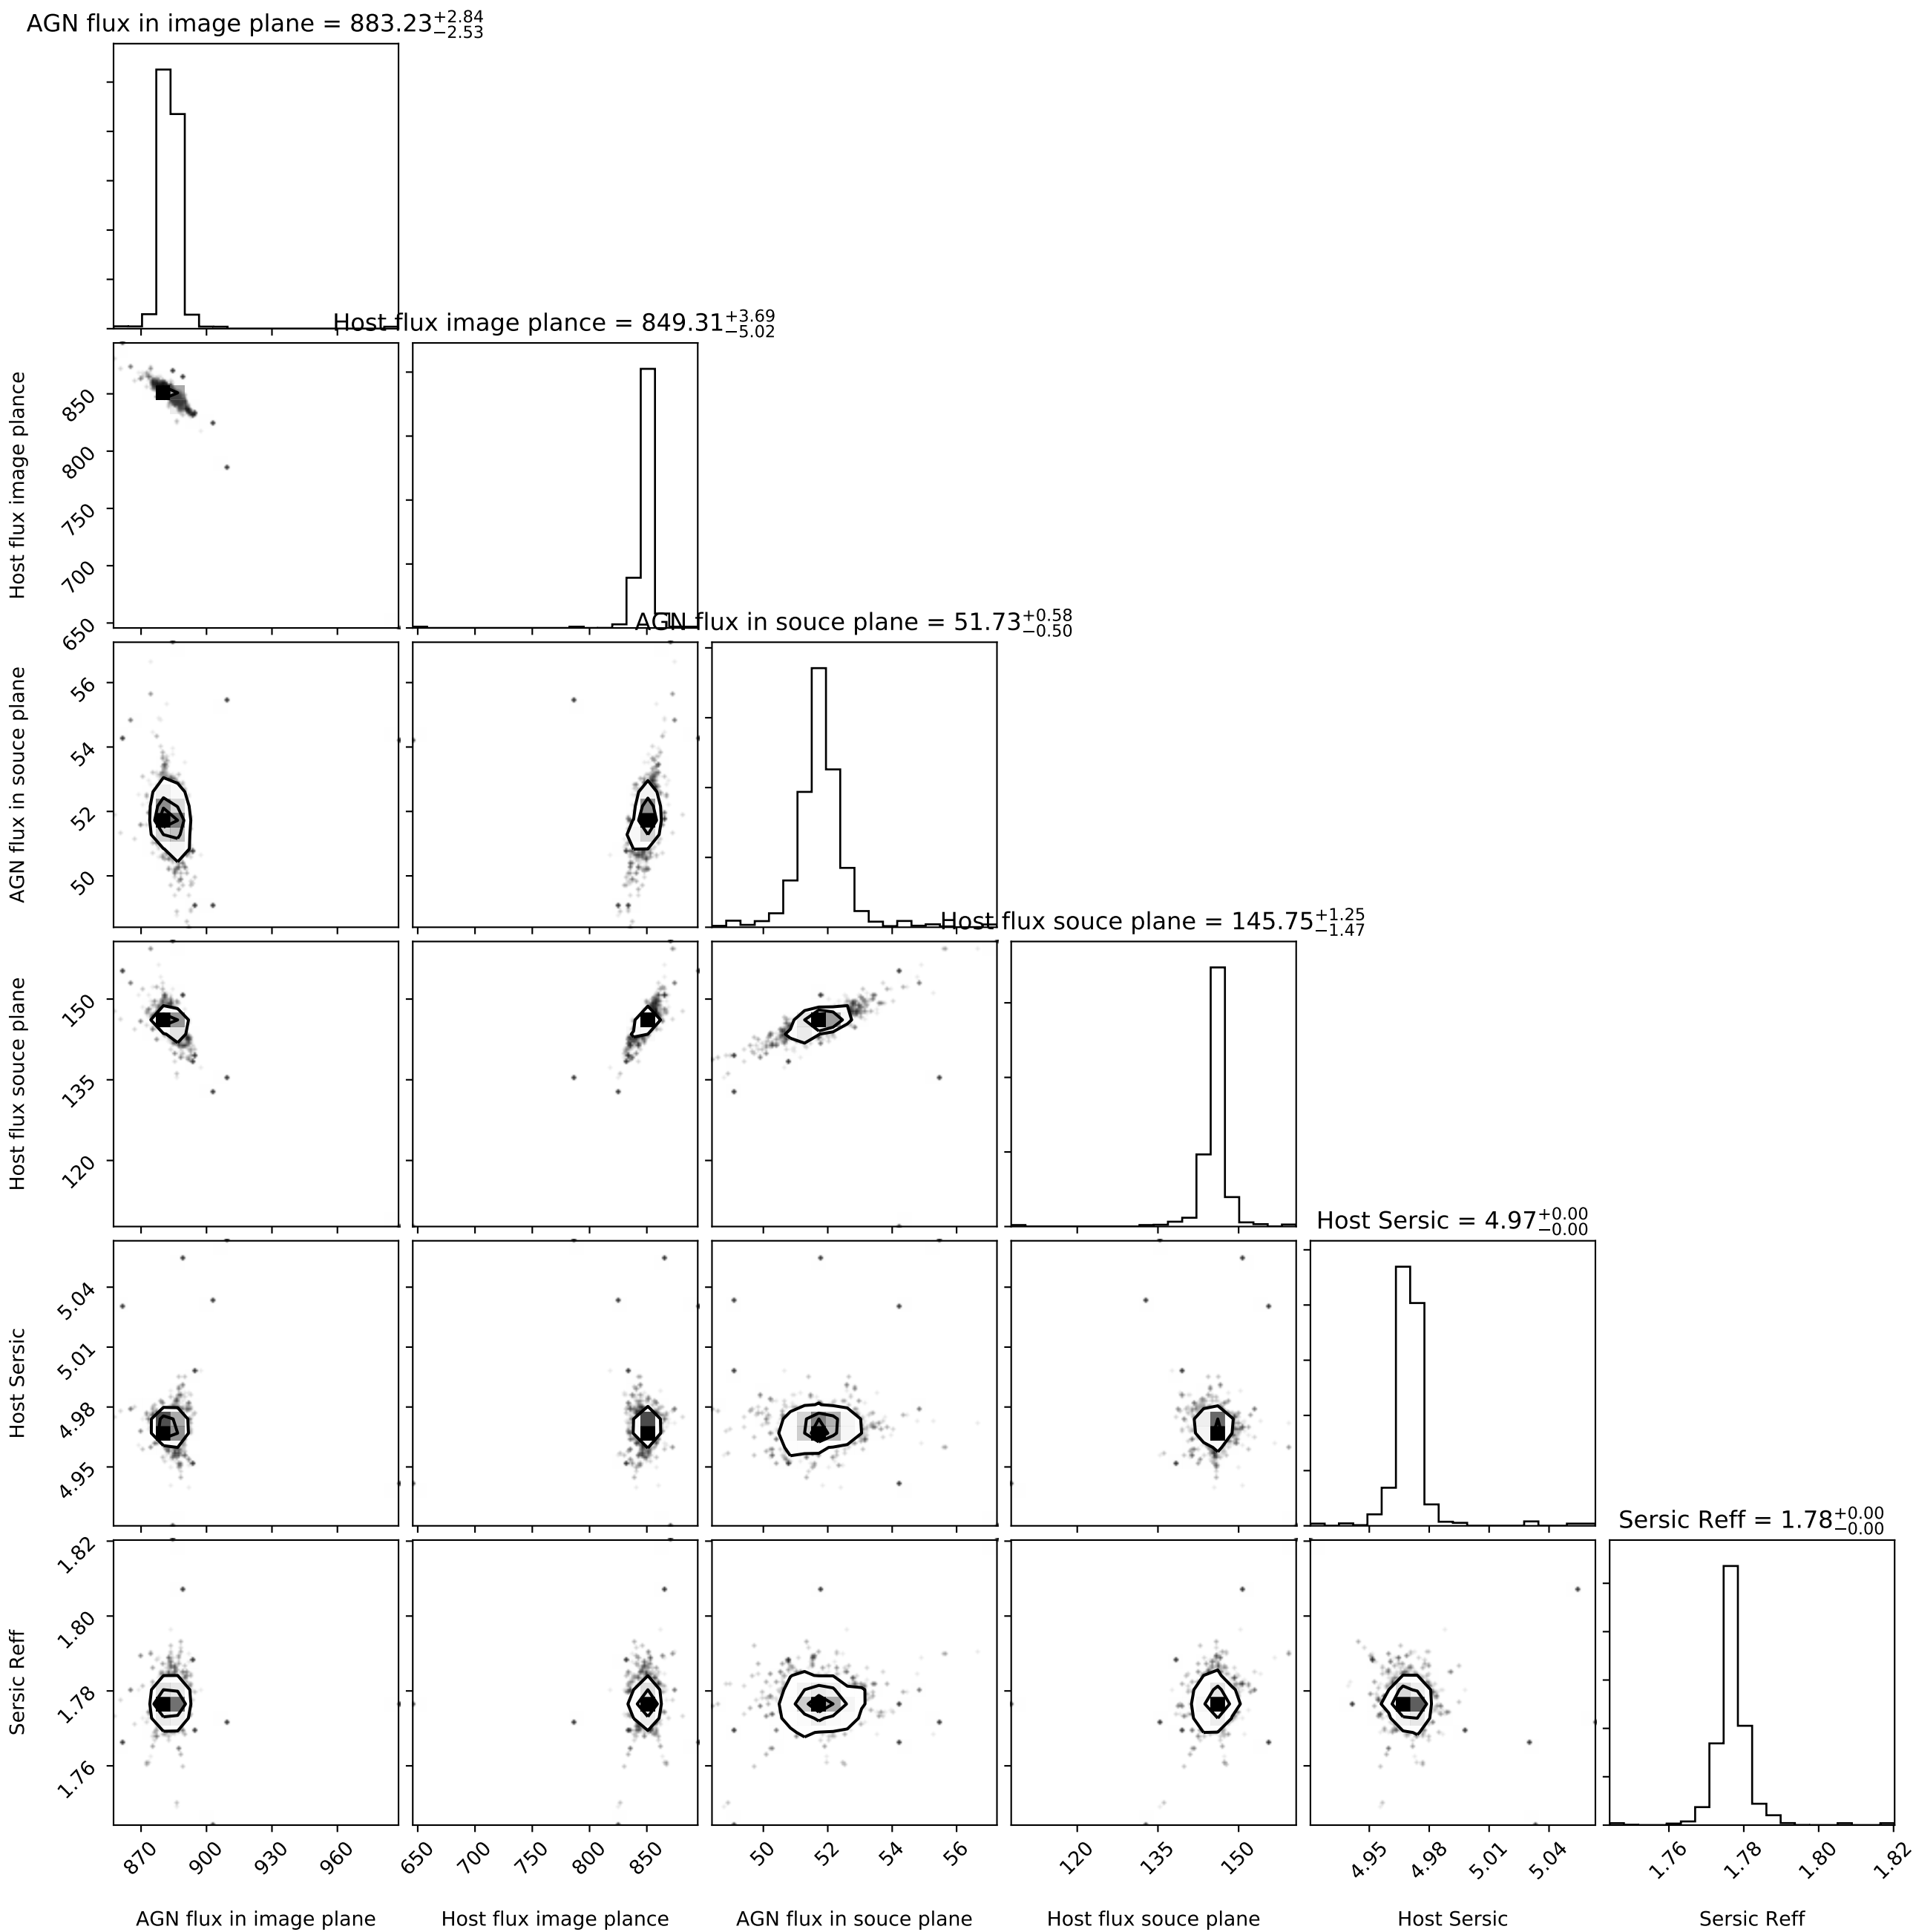 AGN flux in image plane = 883.23+2.84 −2.53
Host flux image plance = 849.31+3.69 −5.02
Host flux image plance
850
800
750
700
650
AGN flux in souce plane = 51.73+0.58 −0.50
AGN flux in souce plane
56
54
52
50
Host flux souce plane = 145.75+1.25 −1.47
Host flux souce plane
150
135
120
Host Sersic = 4.97+0.00 −0.00
Host Sersic
5.04
5.01
4.98
4.95
Sersic Reff = 1.78+0.00 −0.00
Sersic Reff
1.82
1.80
1.78
1.76
870 900 930 960 650 700 750 800 850 50 52 54 56 120 135 150 4.95 4.98 5.01 5.04 1.76 1.78 1.80 1.82
AGN flux in image plane Host flux image plance AGN flux in souce plane Host flux souce plane Host Sersic Sersic Reff